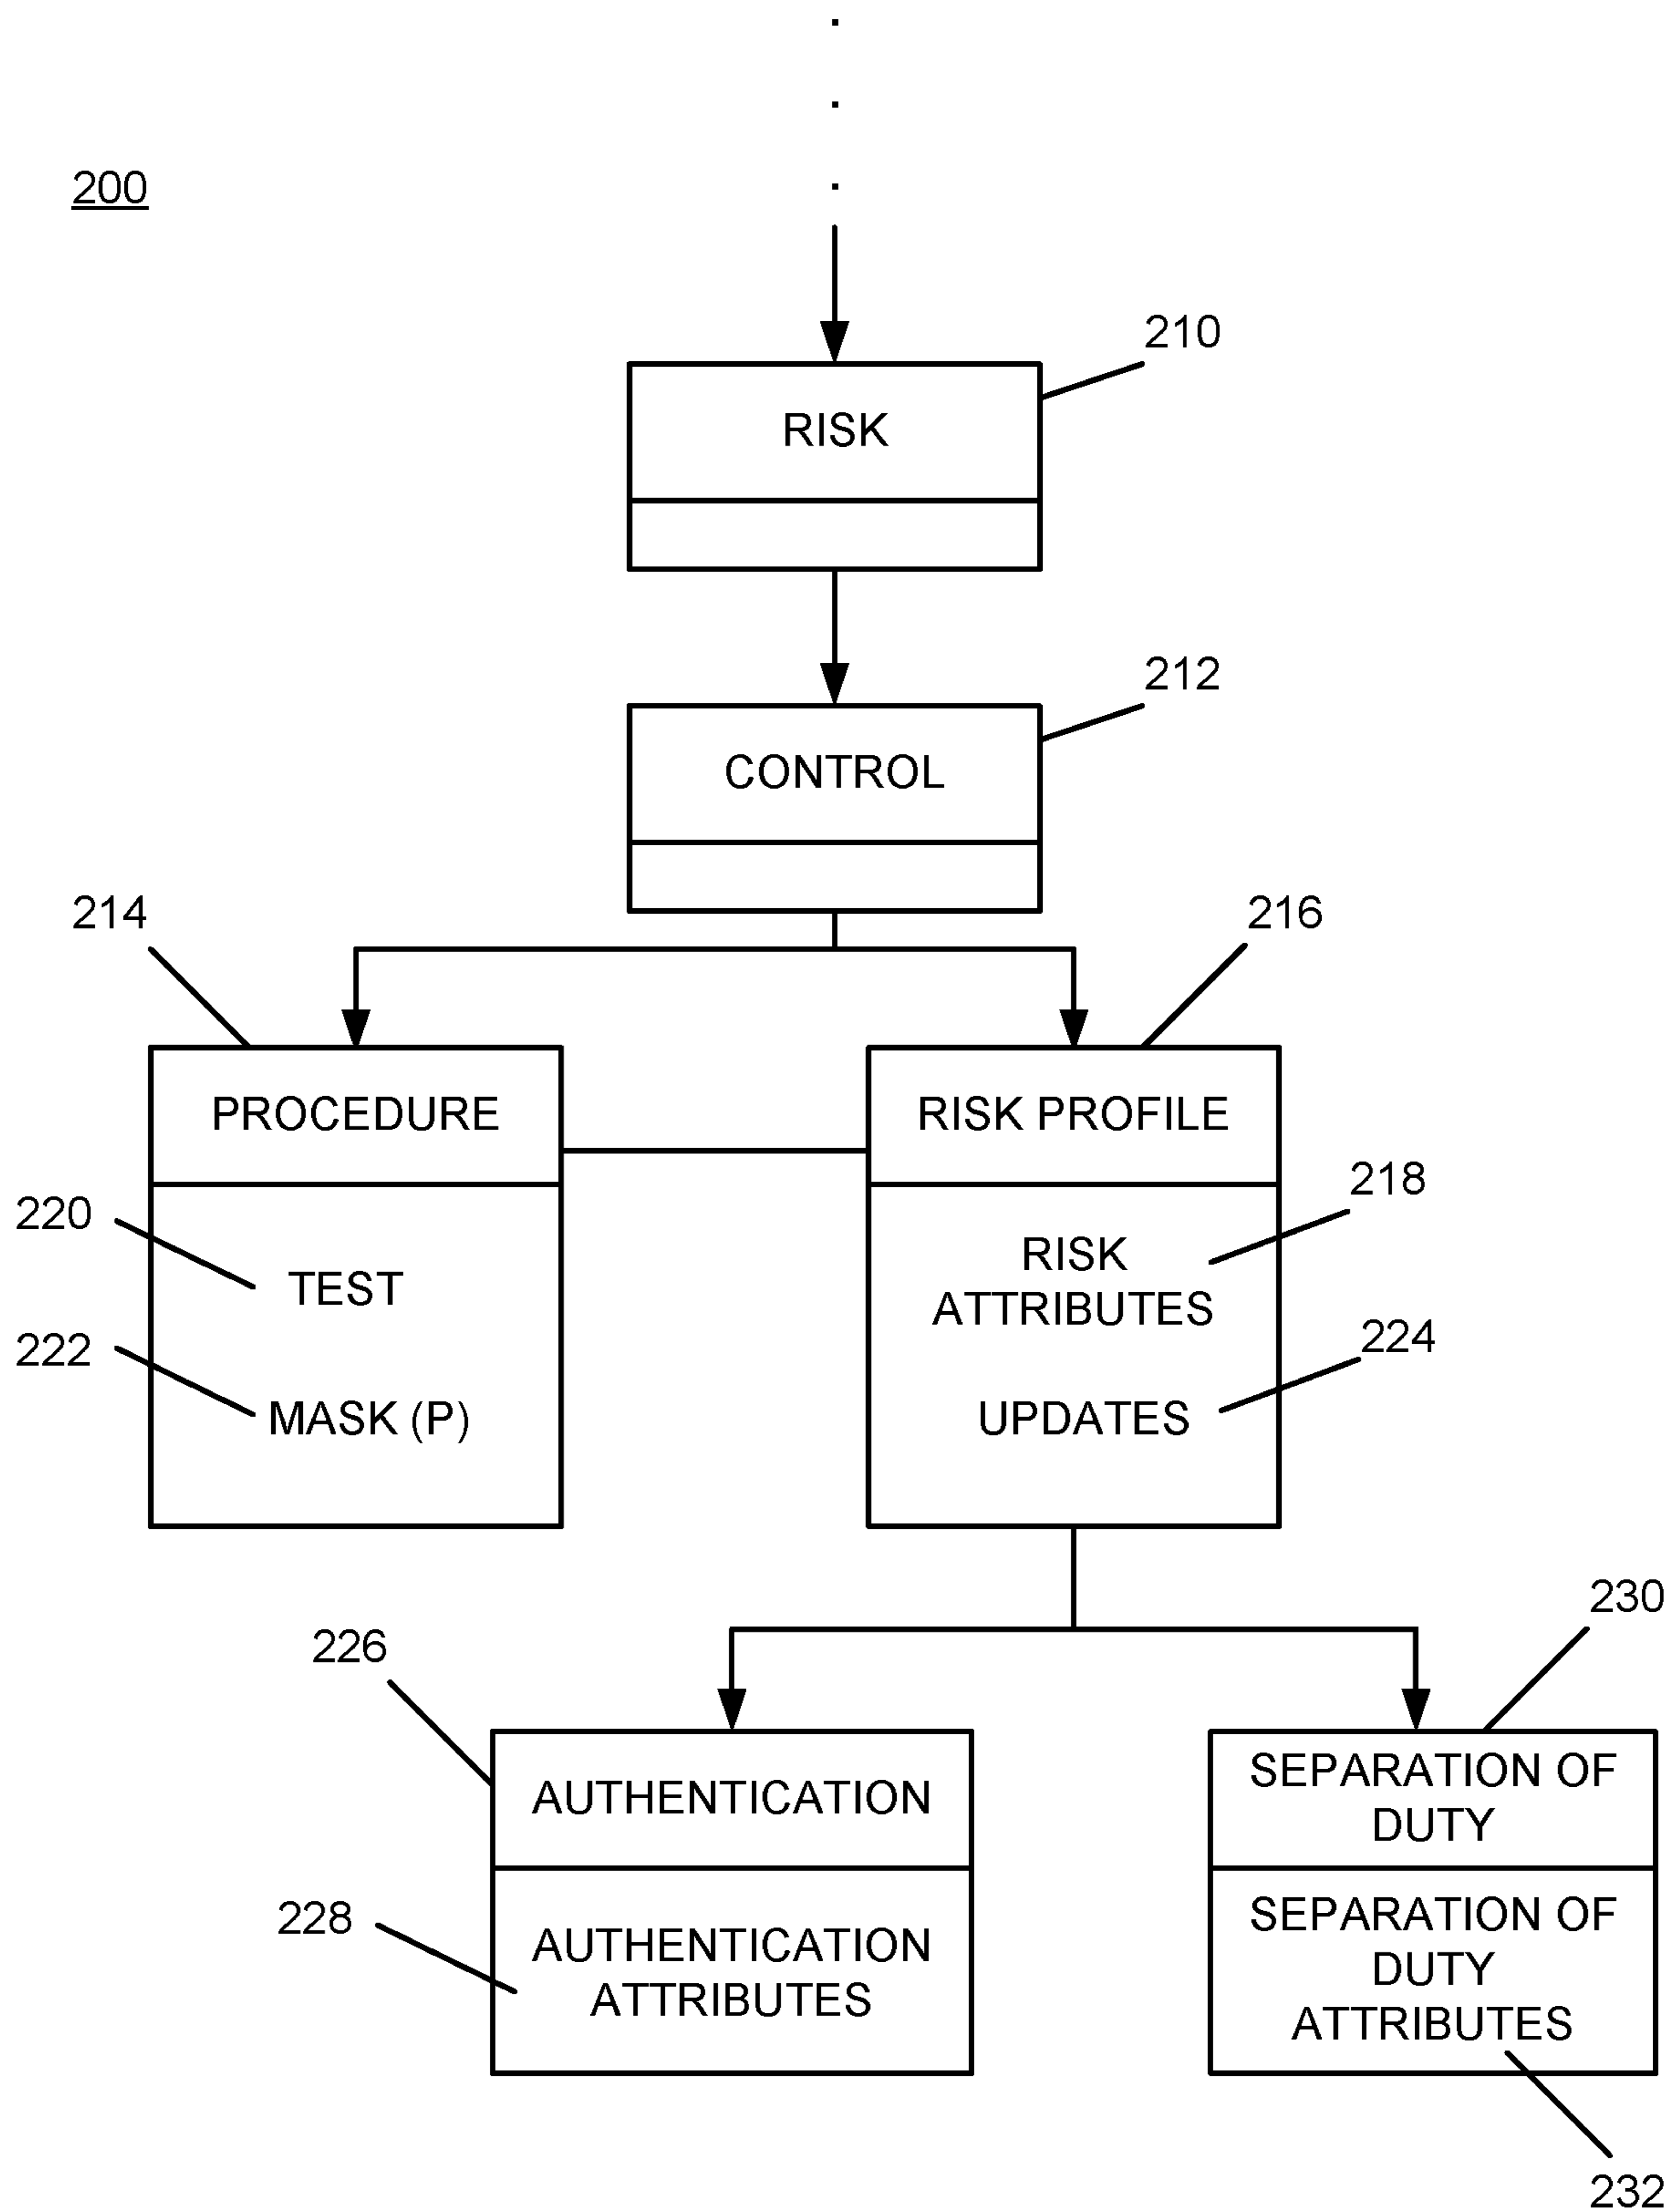 200
210
RISK
212
CONTROL
214
216
PROCEDURE
RISK PROFILE
218
220
RISK
ATTRIBUTES
TEST
224
222
MASK (P)
UPDATES
230
226
AUTHENTICATION
SEPARATION OF
DUTY
228
AUTHENTICATION
ATTRIBUTES
SEPARATION OF
DUTY
ATTRIBUTES
232